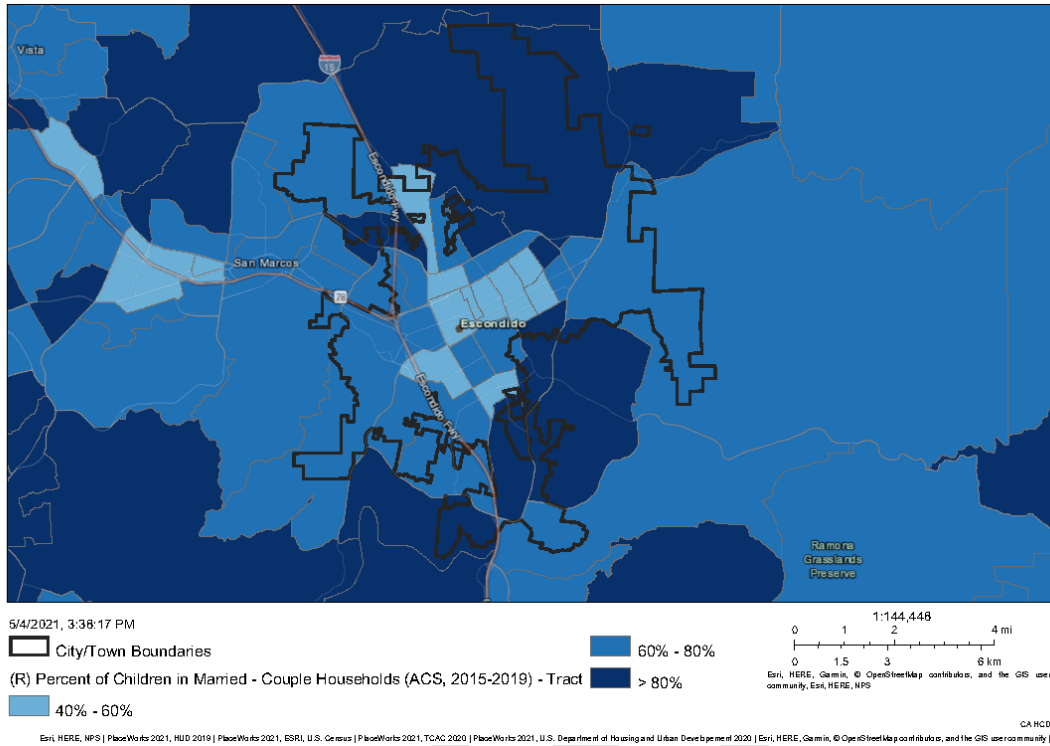 Vista
15
Escondido Fwy
San Marcos
78
Escondido
Escondido Fwy
Ramona
Grasslands
Preserve
5/4/2021, 3:36:17 PM
City/Town Boundaries
(R) Percent of Children in Married - Couple Households (ACS, 2015-2019) - Tract
40% - 60%
60% - 80%
> 80%
1:144,448
0 1 2 4 mi
0 1.5 3 6 km
Esri, HERE, Garmin, © OpenStreetMap contributors, and the GIS user
community, Esri, HERE, NPS
CA HCD
Esri, HERE, NPS | PlaceWorks 2021, HUD 2019 | PlaceWorks 2021, ESRI, U.S. Census | PlaceWorks 2021, TCAC 2020 | PlaceWorks 2021, U.S. Department of Housing and Urban Development 2020 | Esri, HERE, Garmin, © OpenStreetMap contributors, and the GIS user community |